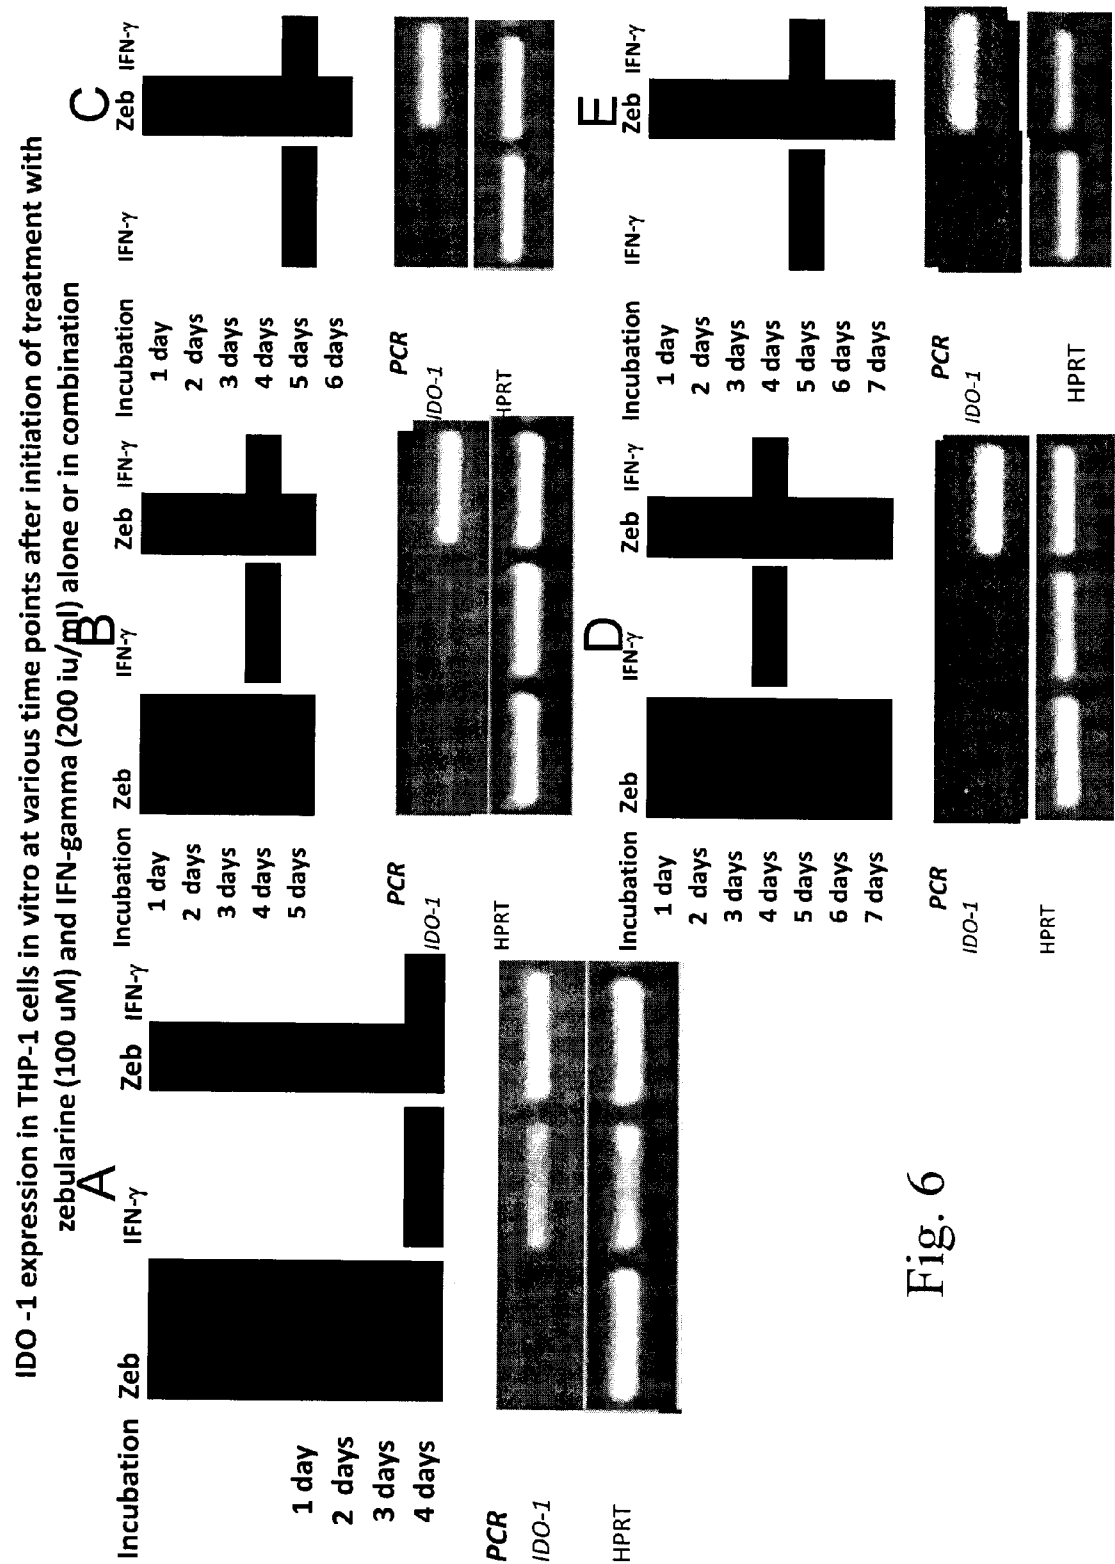 IDO -1 expression in THP-1 cells in vitro at various time points after initiation of treatment with
zebularine (100 uM) and IFN-gamma (200 iu/ml) alone or in combination
A
Incubation Zeb IFN-γ Zeb IFN-γ
1 day
2 days
3 days
4 days
PCR
IDO-1
HPRT
B
Incubation Zeb IFN-γ Zeb IFN-γ
1 day
2 days
3 days
4 days
5 days
PCR
IDO-1
HPRT
C
Incubation IFN-γ Zeb IFN-γ
1 day
2 days
3 days
4 days
5 days
6 days
PCR
IDO-1
HPRT
D
Incubation Zeb IFN-γ Zeb IFN-γ
1 day
2 days
3 days
4 days
5 days
6 days
7 days
PCR
IDO-1
HPRT
E
Incubation IFN-γ Zeb IFN-γ
1 day
2 days
3 days
4 days
5 days
6 days
7 days
PCR
IDO-1
HPRT
Fig. 6